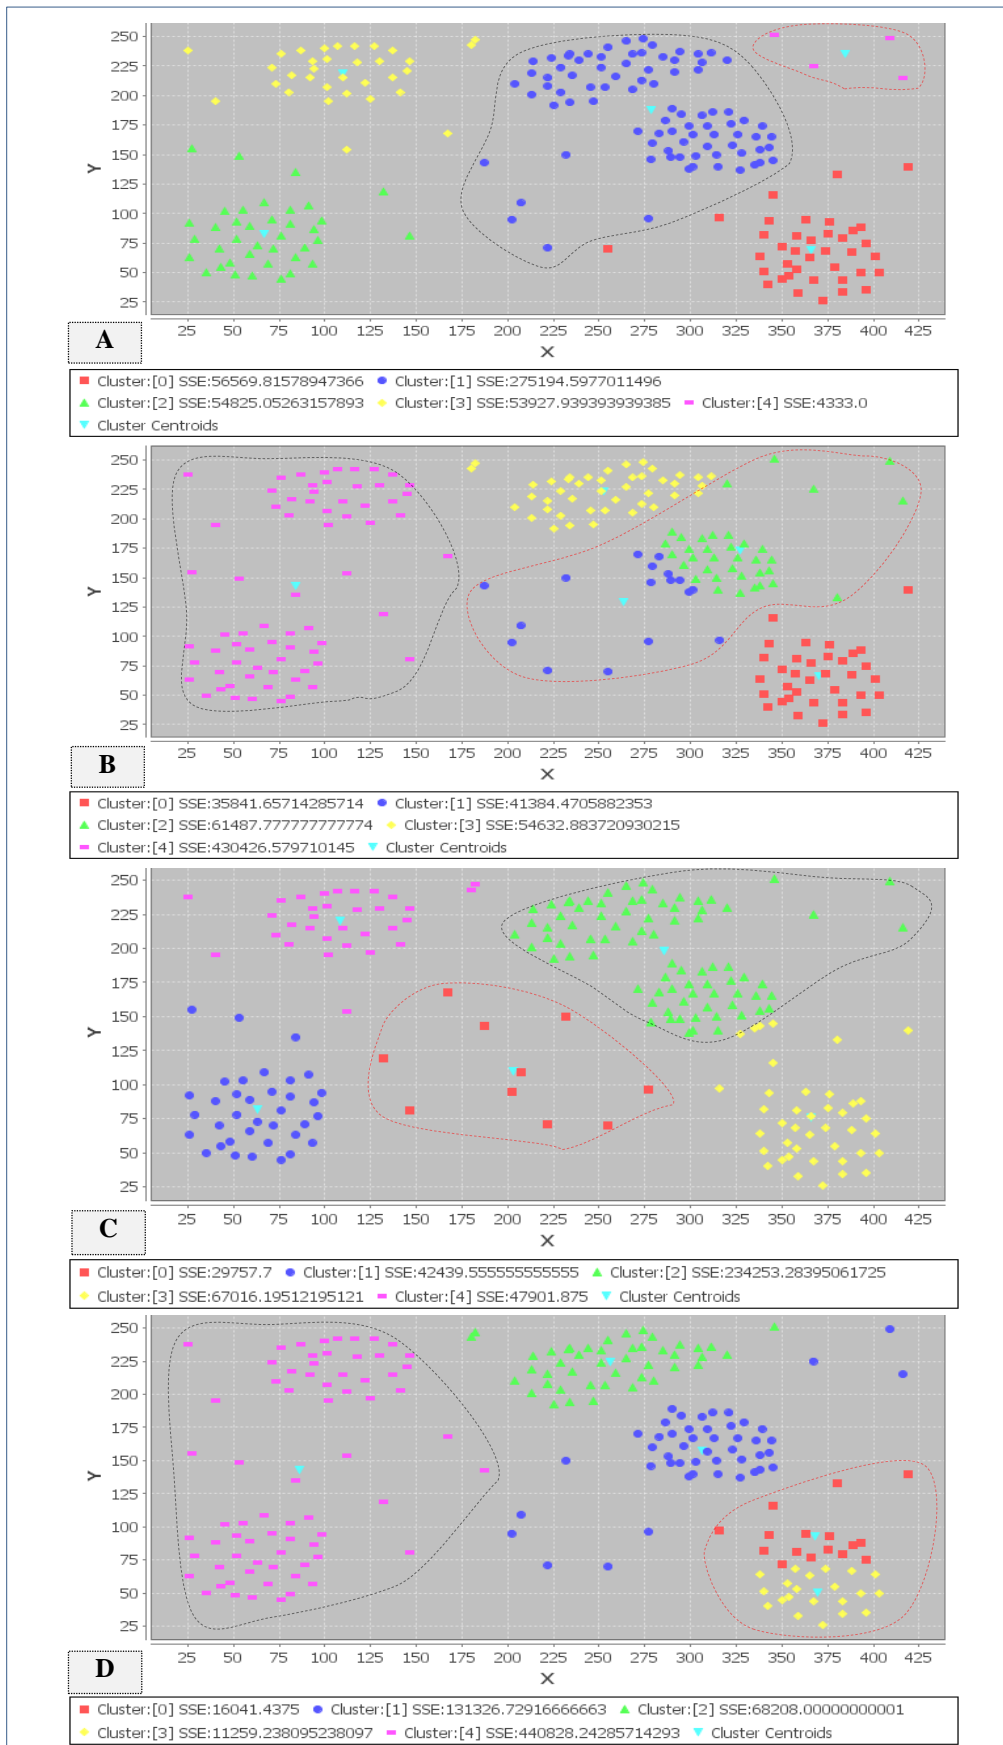 250
225
200
175
150
125
100
75
50
25
Y
25 50 75 100 125 150 175 200 225 250 275 300 325 350 375 400 425
X
A
Cluster:[0] SSE:56569.81578947366 Cluster:[1] SSE:275194.5977011496
Cluster:[2] SSE:54825.05263157893 Cluster:[3] SSE:53927.939393939385 Cluster:[4] SSE:4333.0
Cluster Centroids
250
225
200
175
150
125
100
75
50
25
Y
25 50 75 100 125 150 175 200 225 250 275 300 325 350 375 400 425
X
B
Cluster:[0] SSE:35841.65714285714 Cluster:[1] SSE:41384.4705882353
Cluster:[2] SSE:61487.777777777774 Cluster:[3] SSE:54632.883720930215
Cluster:[4] SSE:430426.579710145 Cluster Centroids
250
225
200
175
150
125
100
75
50
25
Y
25 50 75 100 125 150 175 200 225 250 275 300 325 350 375 400 425
X
C
Cluster:[0] SSE:29757.7 Cluster:[1] SSE:42439.555555555555 Cluster:[2] SSE:234253.28395061725
Cluster:[3] SSE:67016.19512195121 Cluster:[4] SSE:47901.875 Cluster Centroids
250
225
200
175
150
125
100
75
50
25
Y
25 50 75 100 125 150 175 200 225 250 275 300 325 350 375 400 425
X
D
Cluster:[0] SSE:16041.4375 Cluster:[1] SSE:131326.72916666663 Cluster:[2] SSE:68208.00000000001
Cluster:[3] SSE:11259.238095238097 Cluster:[4] SSE:440828.24285714293 Cluster Centroids